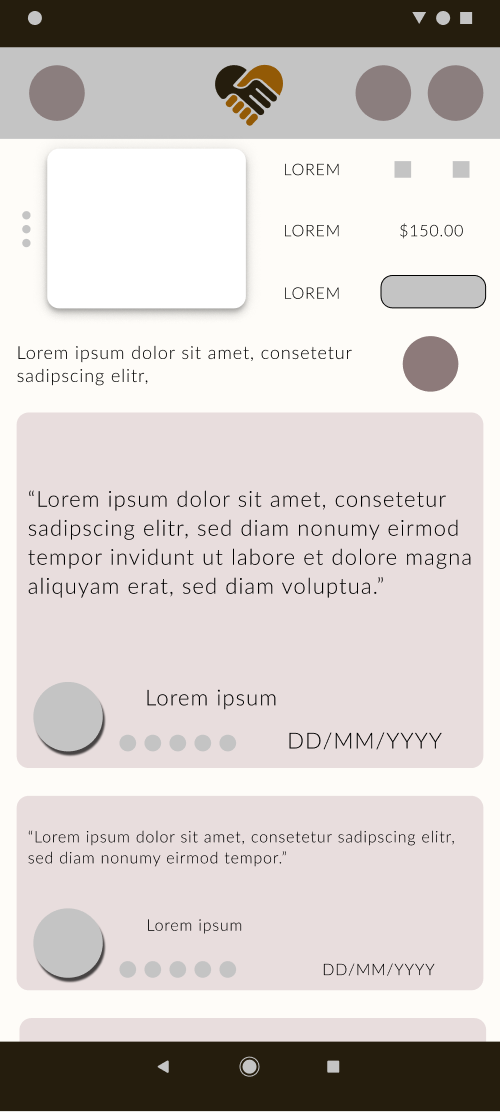 LOREM
LOREM
$150.00
LOREM
Lorem ipsum dolor sit amet, consetetur
sadipscing elitr,
“Lorem ipsum dolor sit amet, consetetur
sadipscing elitr, sed diam nonumy eirmod
tempor invidunt ut labore et dolore magna
aliquyam erat, sed diam voluptua.”
Lorem ipsum
DD/MM/YYYY
“Lorem ipsum dolor sit amet, consetetur sadipscing elitr,
sed diam nonumy eirmod tempor.”
Lorem ipsum
DD/MM/YYYY